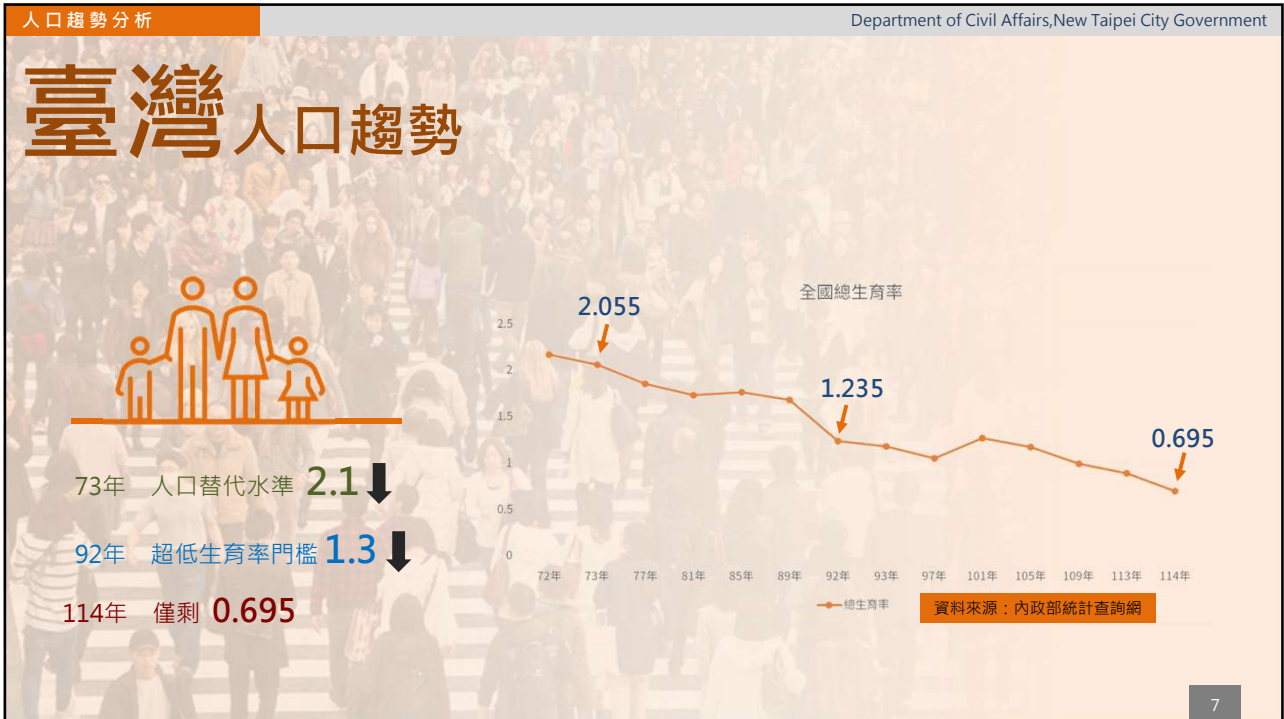 人口趨勢分析
Department of Civil Affairs,New Taipei City Government
臺灣人口趨勢
73年 人口替代水準 2.1
92年 超低生育率門檻 1.3
114年 僅剩 0.695
全國總生育率
2.055
1.235
0.695
2.5
2
1.5
1
0.5
0
72年 73年 77年 81年 85年 89年 92年 93年 97年 101年 105年 109年 113年 114年
總生育率
資料來源：內政部統計查詢網
7